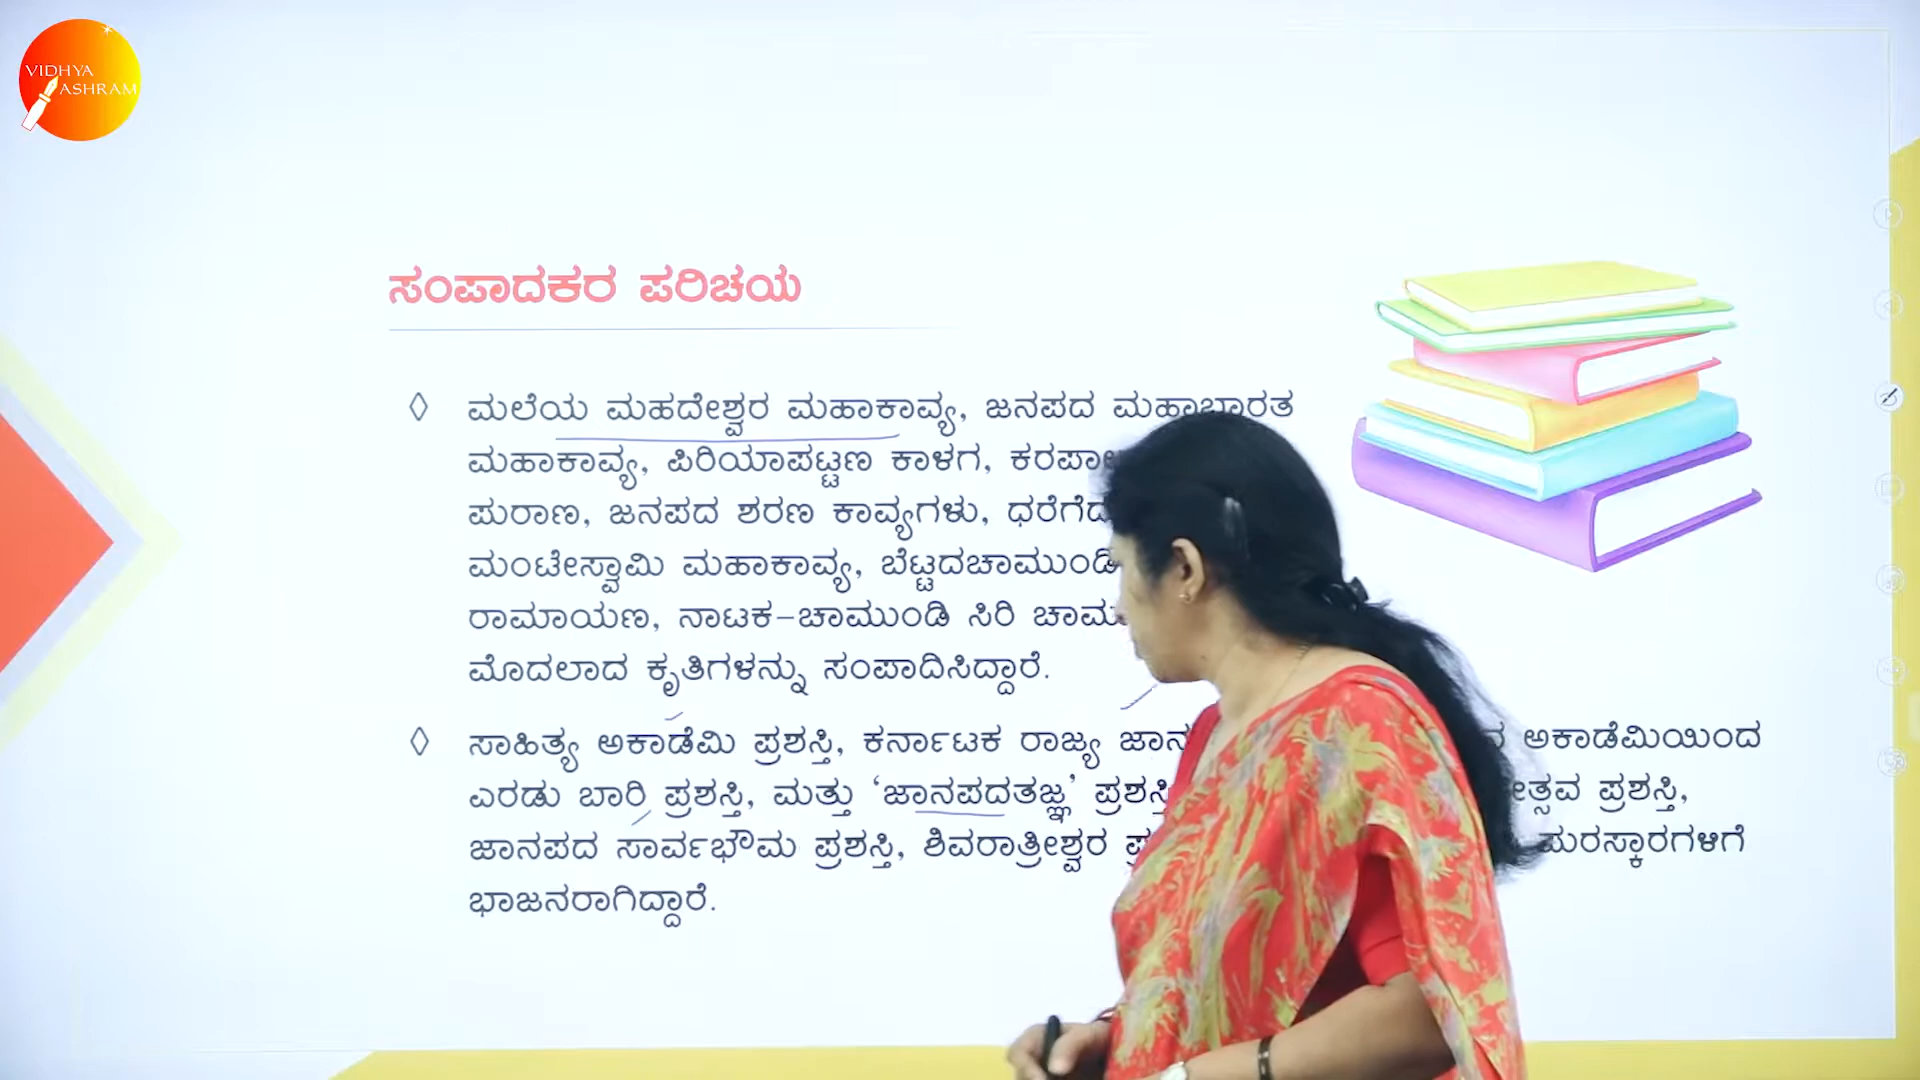 VIDHYA
ASHRAM
ಸಂಪಾದಕರ ಪರಿಚಯ
ಮಲೆಯ ಮಹದೇಶ್ವರ ಮಹಾಕಾವ್ಯ, ಜನಪದ ಮಹಾಭಾರತ
ಮಹಾಕಾವ್ಯ, ಪಿರಿಯಾಪಟ್ಟಣ ಕಾಳಗ,
ಪುರಾಣ, ಜನಪದ ಶರಣ ಕಾವ್ಯಗಳು,
ಮಂಟೇಸ್ವಾಮಿ ಮಹಾಕಾವ್ಯ, ಬೆಟ್ಟದಚಾಮುಂಡಿ
ರಾಮಾಯಣ, ನಾಟಕ-ಚಾಮುಂಡಿ ಸಿರಿ
ಮೊದಲಾದ ಕೃತಿಗಳನ್ನು ಸಂಪಾದಿಸಿದ್ದಾರೆ.
ಸಾಹಿತ್ಯ ಅಕಾಡೆಮಿ ಪ್ರಶಸ್ತಿ, ಕರ್ನಾಟಕ ರಾಜ್ಯ ಅಕಾಡೆಮಿಯಿಂದ
ಎರಡು ಬಾರಿ ಪ್ರಶಸ್ತಿ, ಮತ್ತು ‘ಜಾನಪದತಜ್ಞ’ ಪ್ರಶಸ್ತಿ ಪ್ರಶಸ್ತಿ,
ಜಾನಪದ ಸಾರ್ವಭೌಮ ಪ್ರಶಸ್ತಿ, ಶಿವರಾತ್ರೀಶ್ವರ ಪುರಸ್ಕಾರಗಳಿಗೆ
ಭಾಜನರಾಗಿದ್ದಾರೆ.